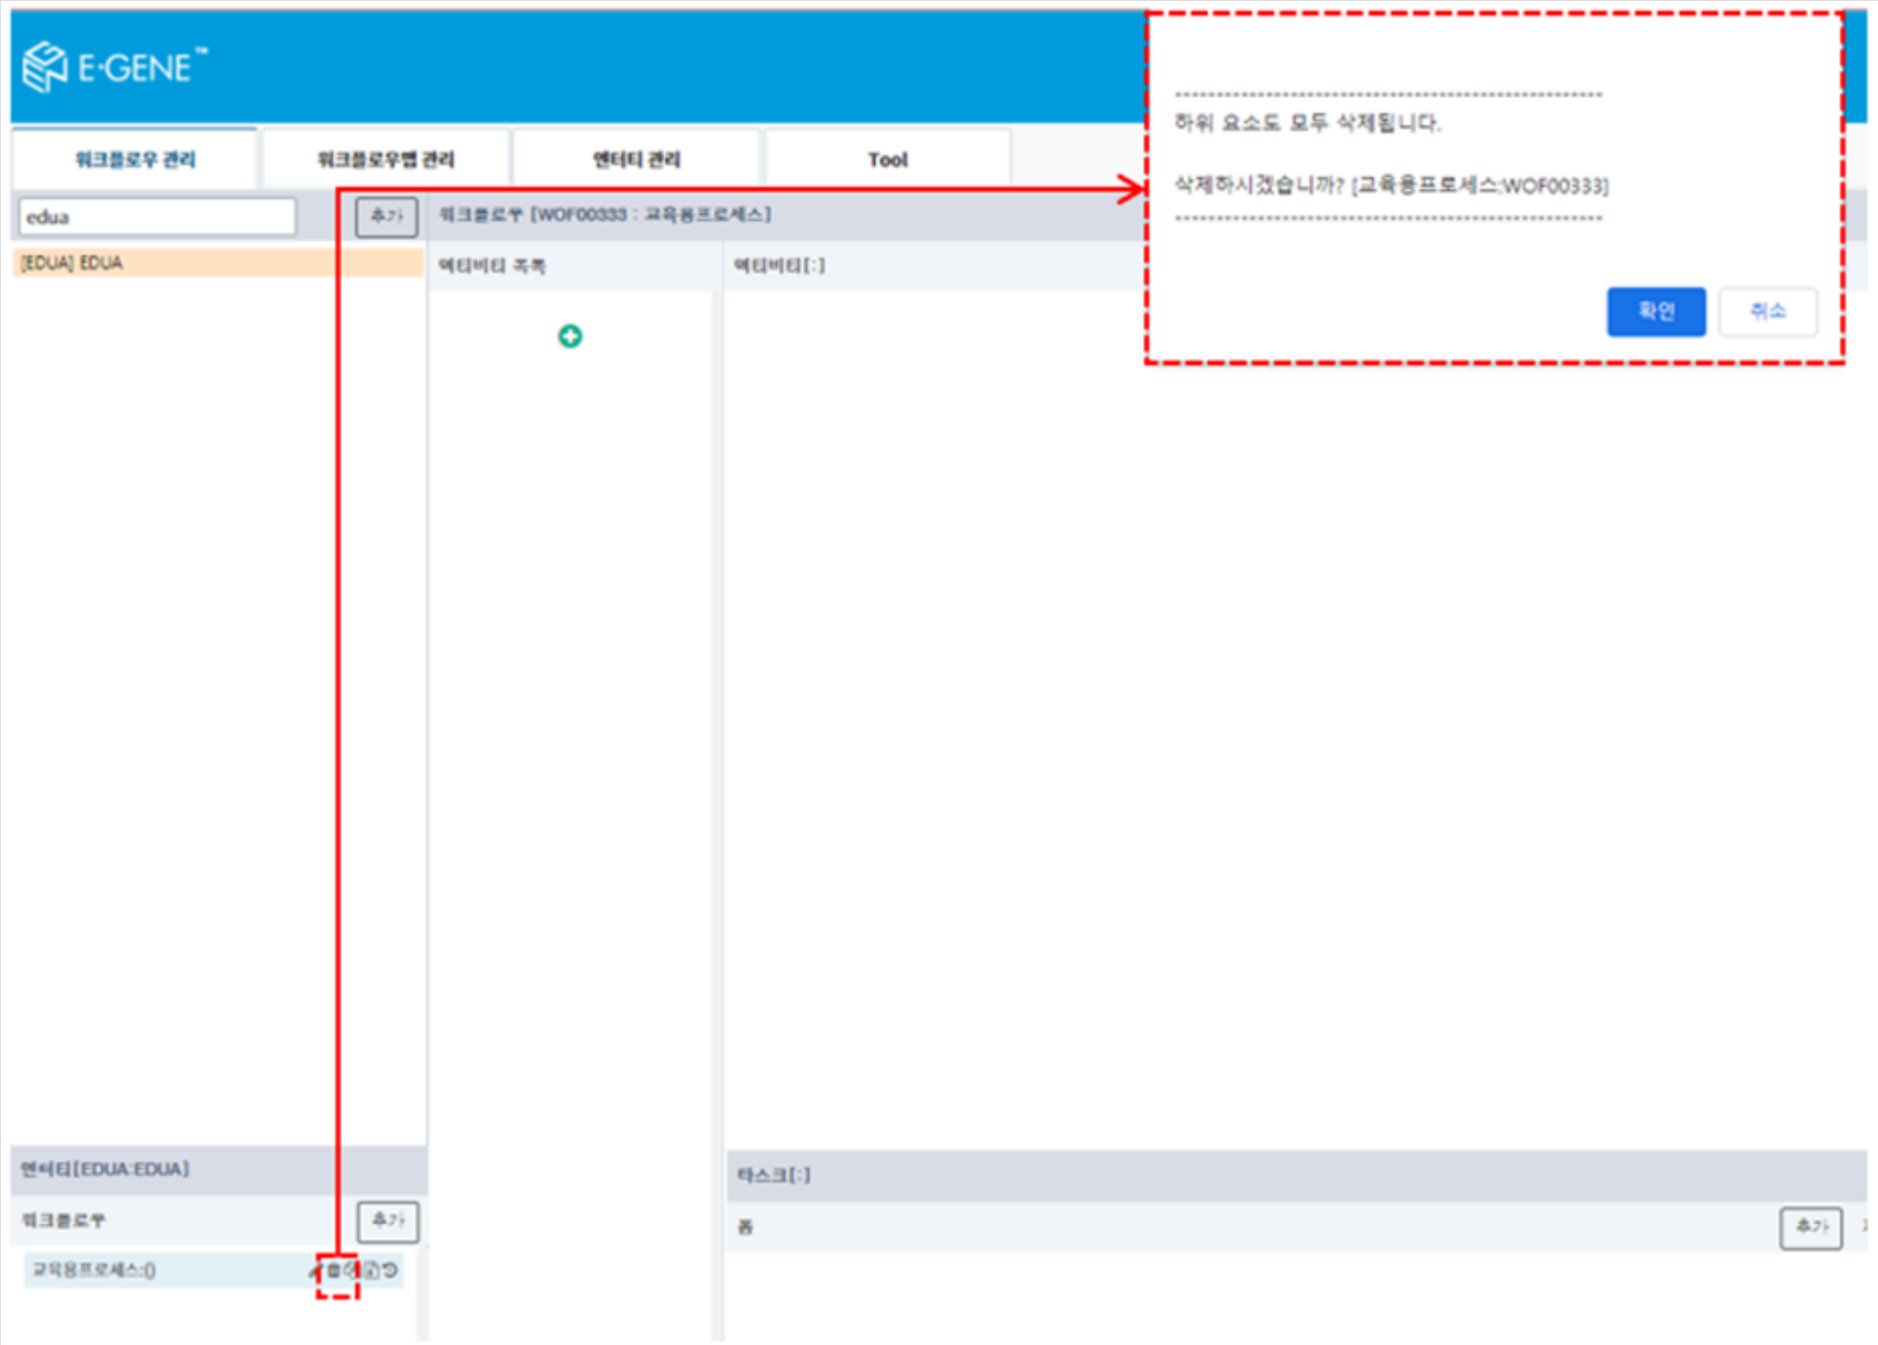 E·GENE™
워크플로우 관리
워크플로우맵 관리
엔터티 관리
Tool
edua
추가
워크플로우 [WOF00333 : 교육용프로세스]
[EDUA] EDUA
액티비티 목록
액티비티[:]
--------------------------------------------------
하위 요소도 모두 삭제됩니다.
삭제하시겠습니까? [교육용프로세스:WOF00333]
--------------------------------------------------
확인
취소
엔터티[EDUA:EDUA]
워크플로우
추가
교육용프로세스:()
타스크[:]
폼
추가